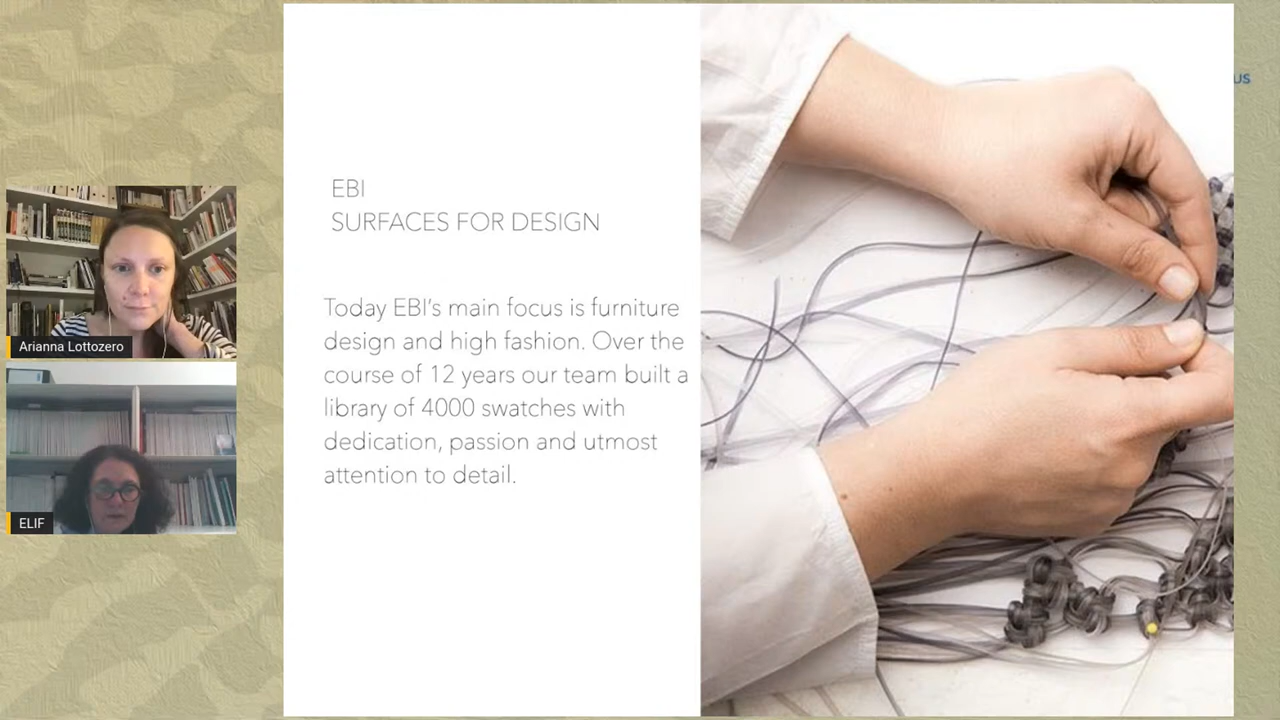 EBI
SURFACES FOR DESIGN
Today EBI's main focus is furniture
design and high fashion. Over the
course of 12 years our team built a
library of 4000 swatches with
dedication, passion and utmost
attention to detail.
Arianna Lottozero
ELIF
US